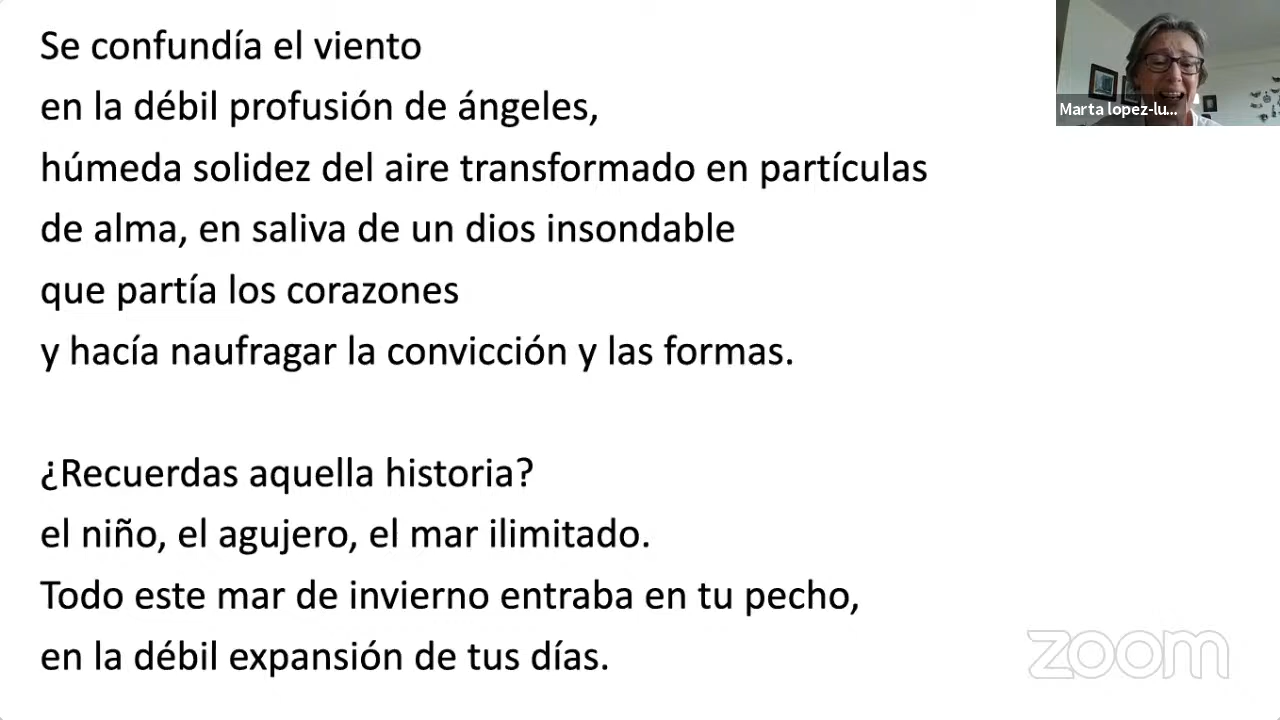 Se confundía el viento
en la débil profusión de ángeles,
húmeda solidez del aire transformado en partículas
de alma, en saliva de un dios insondable
que partía los corazones
y hacía naufragar la convicción y las formas.
¿Recuerdas aquella historia?
el niño, el agujero, el mar ilimitado.
Todo este mar de invierno entraba en tu pecho,
en la débil expansión de tus días.
Marta lopez-lu...
zoom